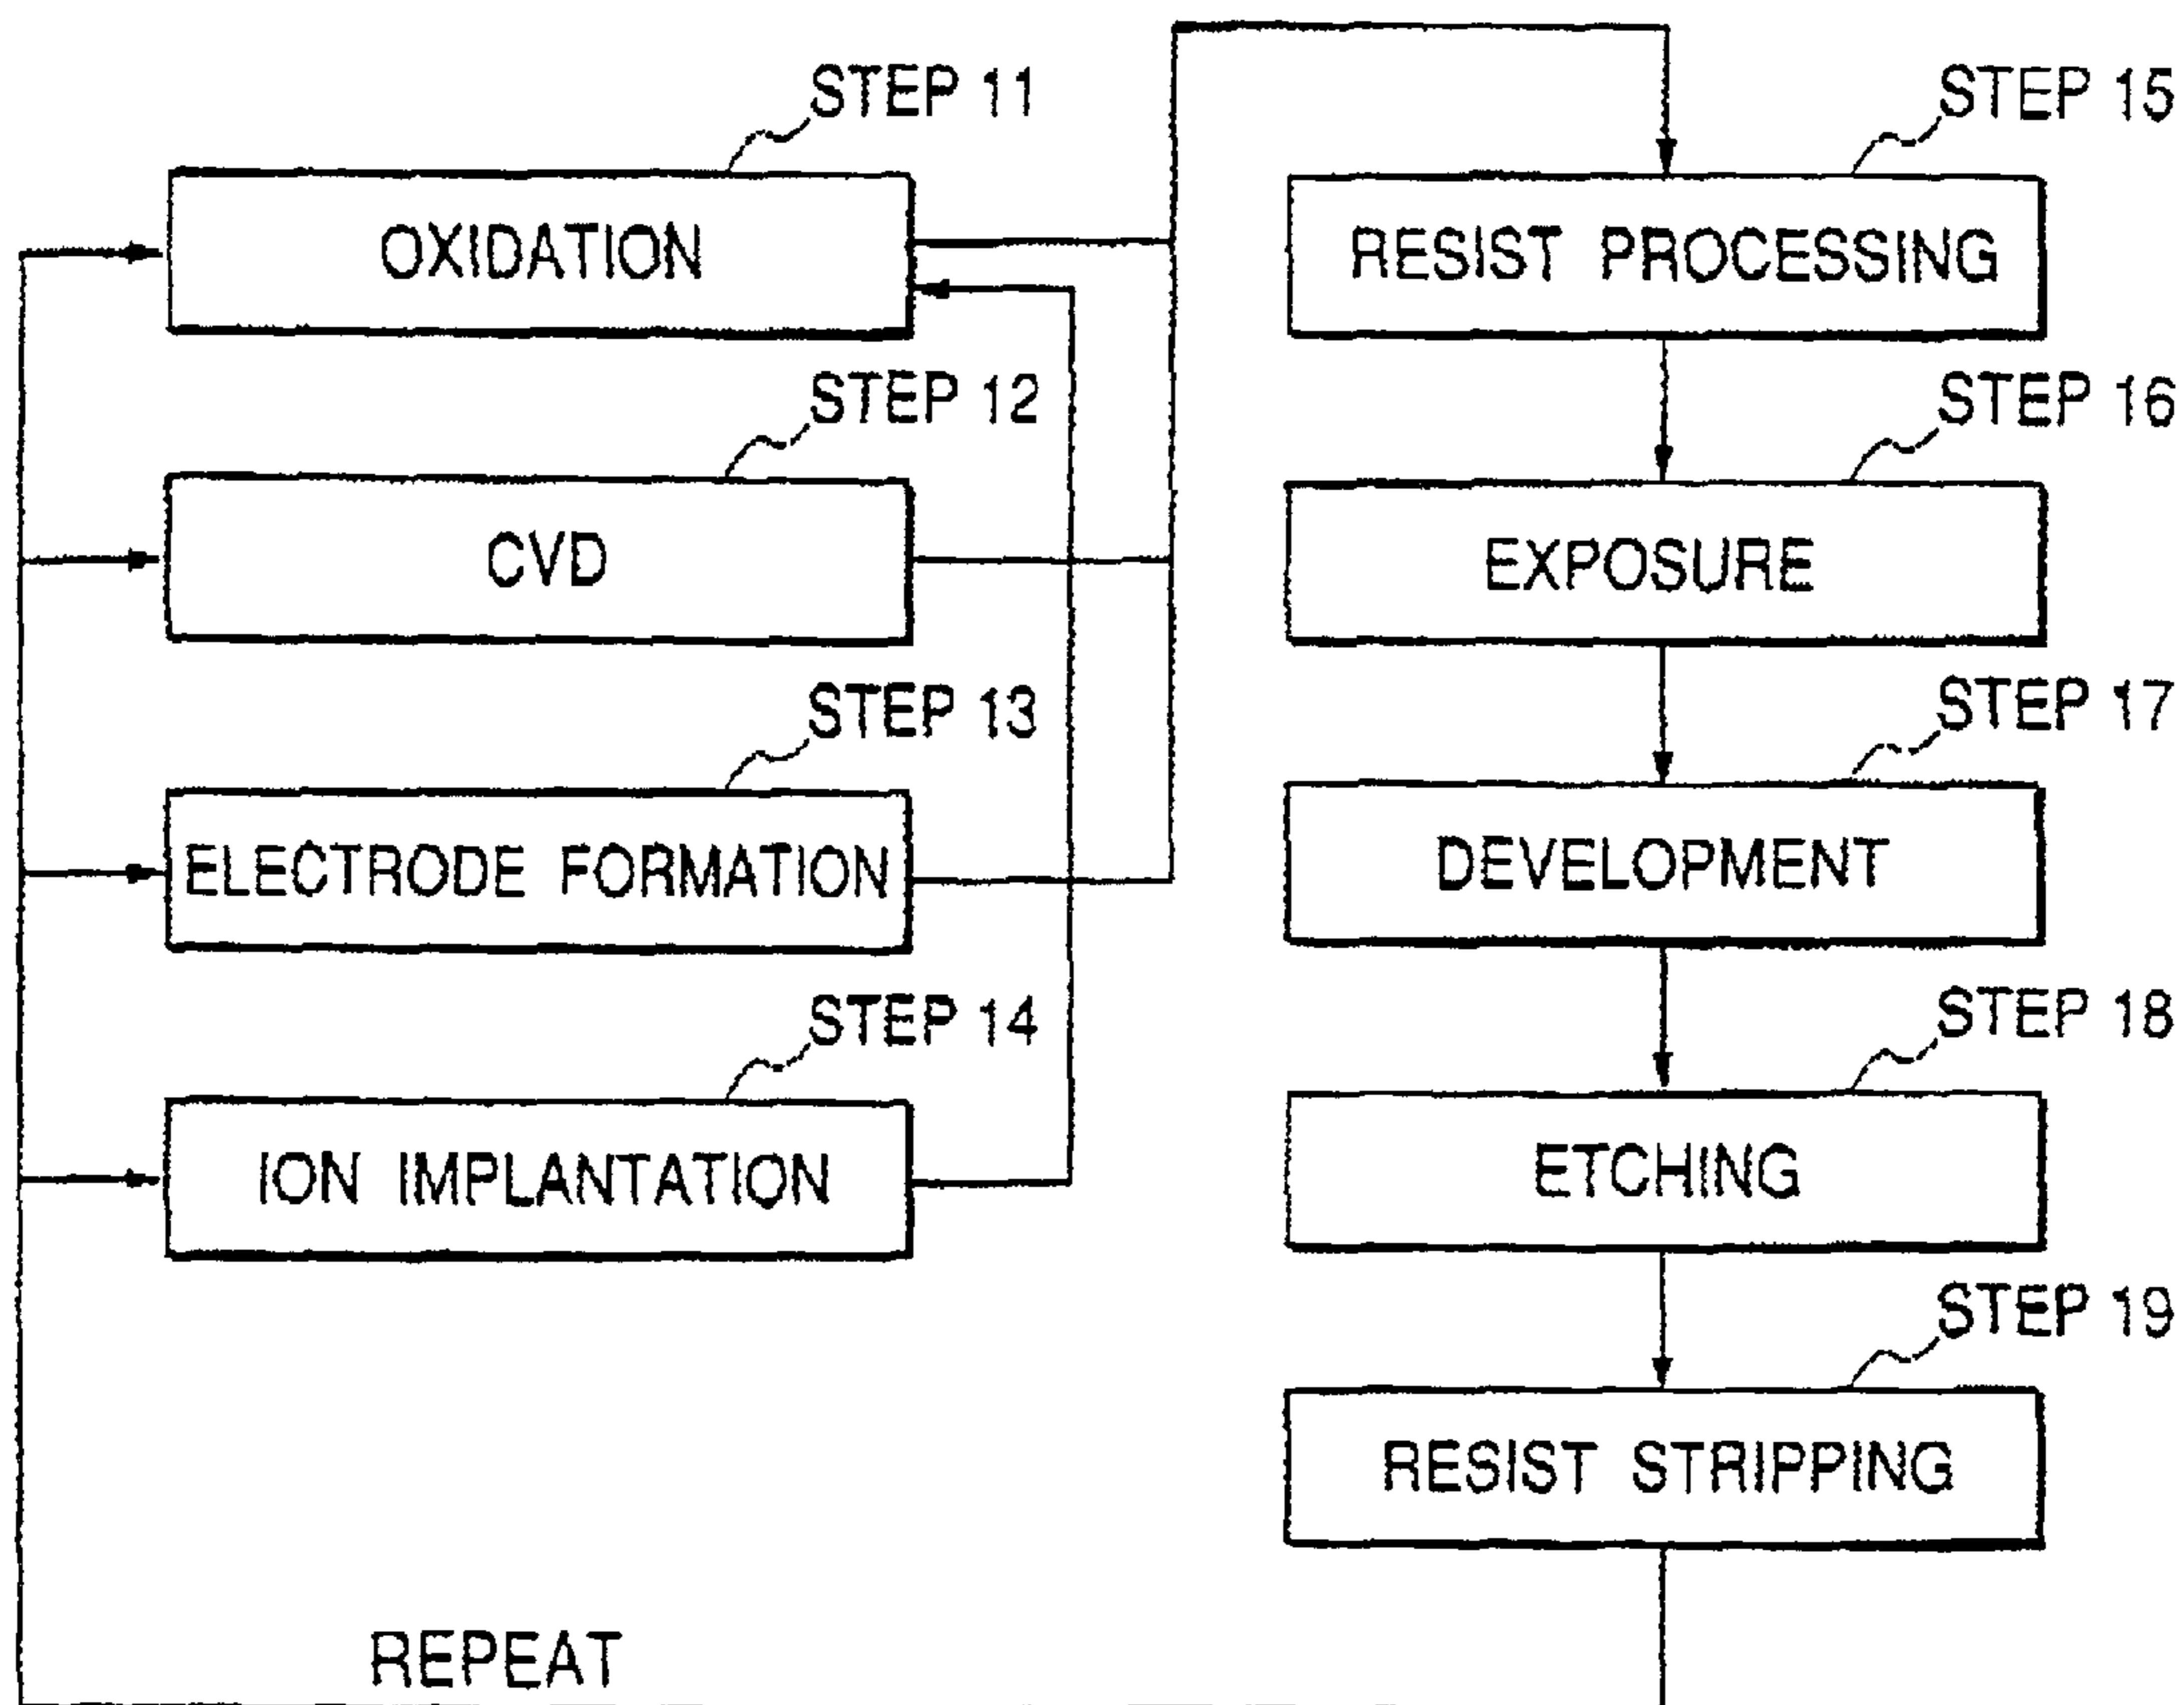 STEP 11
OXIDATION
STEP 12
CVD
STEP 13
ELECTRODE FORMATION
STEP 14
ION IMPLANTATION
REPEAT
STEP 15
RESIST PROCESSING
STEP 16
EXPOSURE
STEP 17
DEVELOPMENT
STEP 18
ETCHING
STEP 19
RESIST STRIPPING